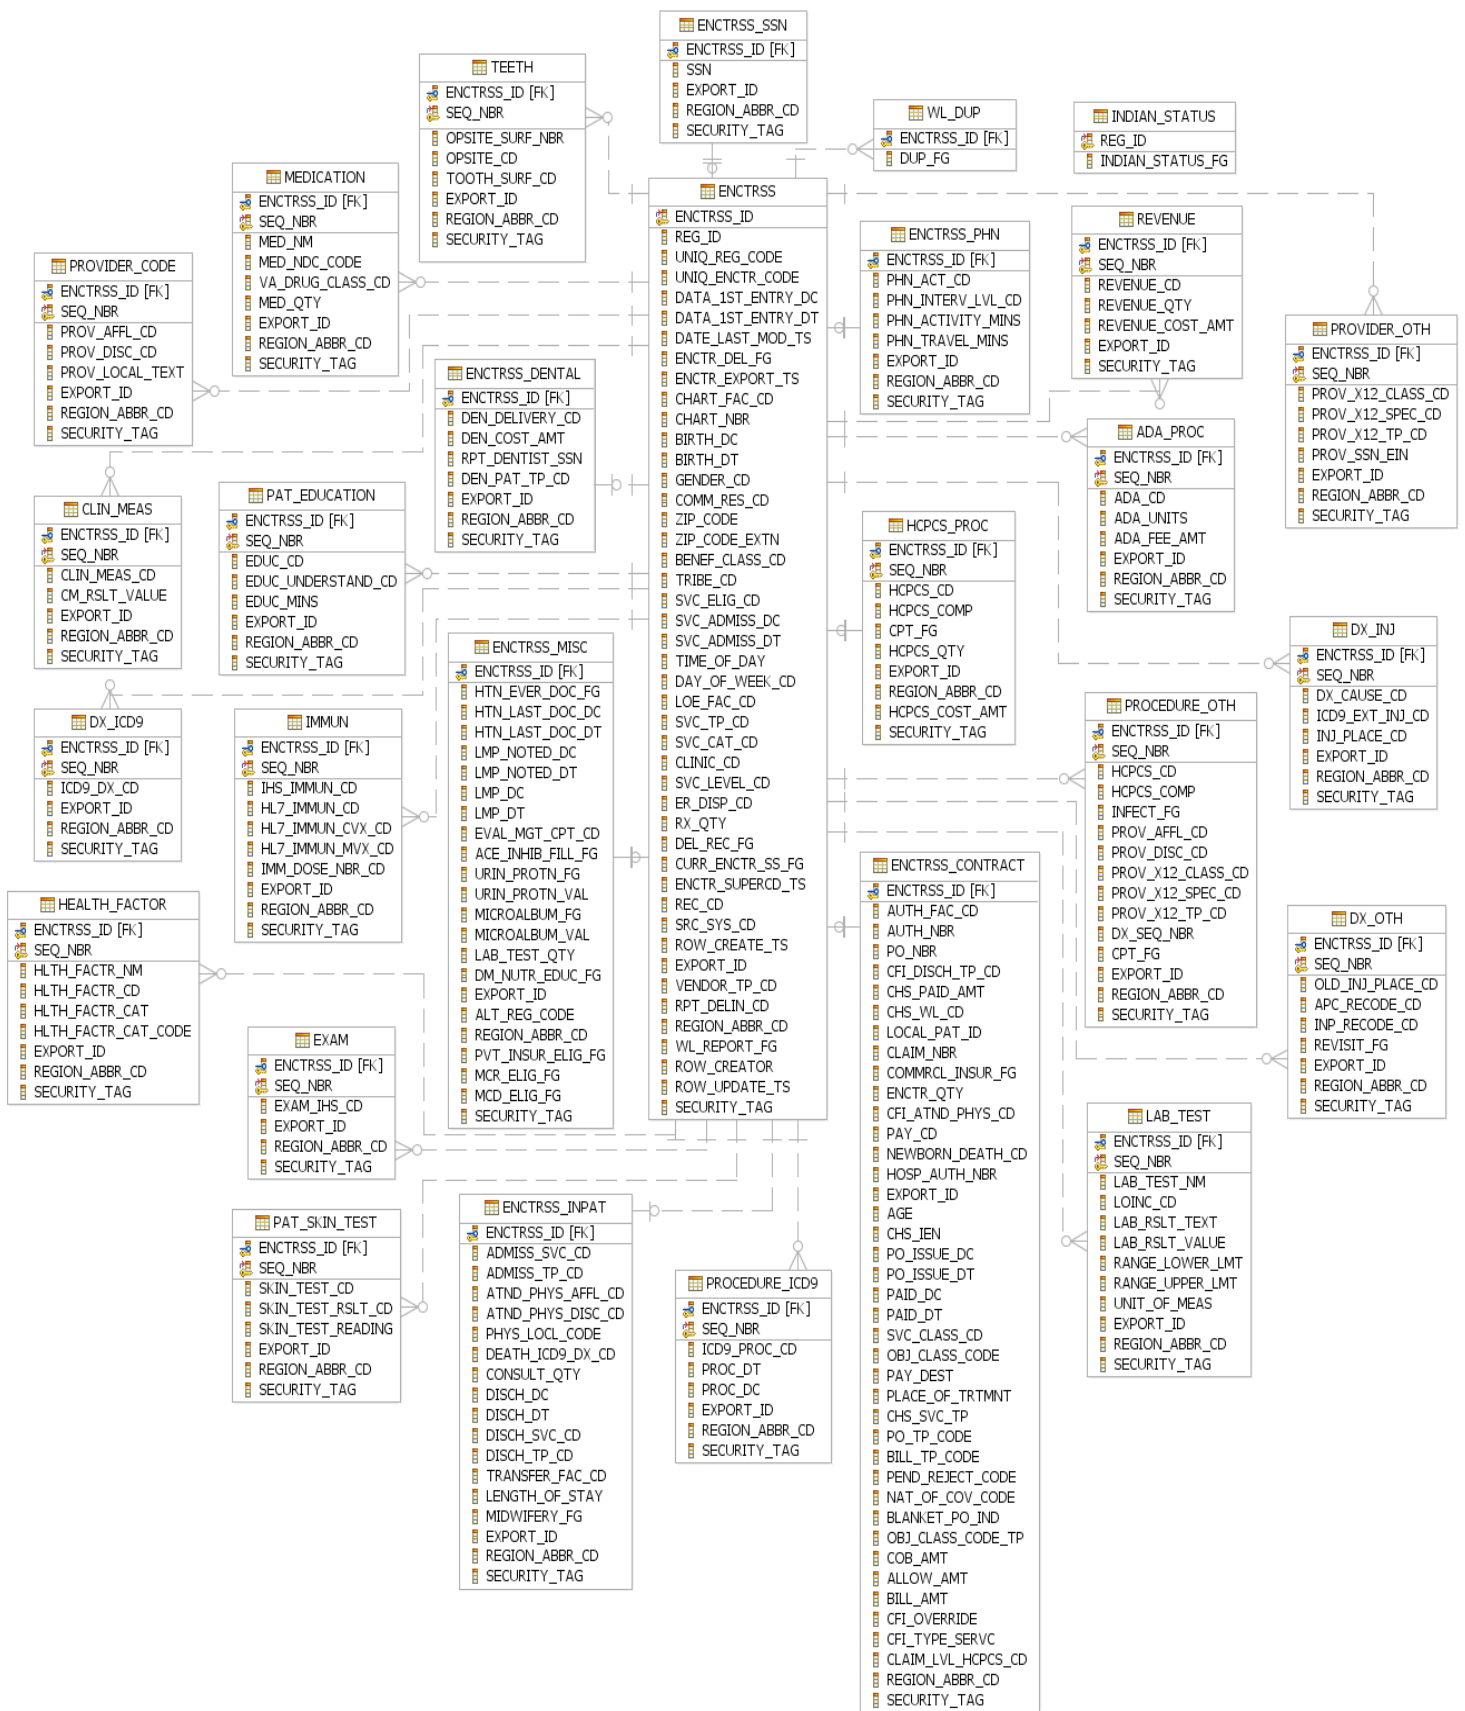 ENCTRSS_SSN
ENCTRSS_ID [FK]
SSN
EXPORT_ID
REGION_ABBR_CD
SECURITY_TAG
TEETH
ENCTRSS_ID [FK]
SEQ_NBR
OPSITE_SURF_NBR
OPSITE_CD
TOOTH_SURF_CD
EXPORT_ID
REGION_ABBR_CD
SECURITY_TAG
WL_DUP
ENCTRSS_ID [FK]
DUP_FG
INDIAN_STATUS
REG_ID
INDIAN_STATUS_FG
MEDICATION
ENCTRSS_ID [FK]
SEQ_NBR
MED_NM
MED_NDC_CODE
VA_DRUG_CLASS_CD
MED_QTY
EXPORT_ID
REGION_ABBR_CD
SECURITY_TAG
PROVIDER_CODE
ENCTRSS_ID [FK]
SEQ_NBR
PROV_AFFL_CD
PROV_DISC_CD
PROV_LOCAL_TEXT
EXPORT_ID
REGION_ABBR_CD
SECURITY_TAG
ENCTRSS
ENCTRSS_ID
REG_ID
UNIQ_REG_CODE
UNIQ_ENCTR_CODE
DATA_1ST_ENTRY_DC
DATA_1ST_ENTRY_DT
DATE_LAST_MOD_TS
ENCTR_DEL_FG
ENCTR_EXPORT_TS
CHART_FAC_CD
CHART_NBR
BIRTH_DC
BIRTH_DT
GENDER_CD
COMM_RES_CD
ZIP_CODE
ZIP_CODE_EXTN
BENEF_CLASS_CD
TRIBE_CD
SVC_ELIG_CD
SVC_ADMISS_DC
SVC_ADMISS_DT
TIME_OF_DAY
DAY_OF_WEEK_CD
LOE_FAC_CD
SVC_TP_CD
SVC_CAT_CD
CLINIC_CD
SVC_LEVEL_CD
ER_DISP_CD
RX_QTY
DEL_REC_FG
CURR_ENCTR_SS_FG
ENCTR_SUPERCD_TS
REC_CD
SRC_SYS_CD
ROW_CREATE_TS
EXPORT_ID
VENDOR_TP_CD
RPT_DELIN_CD
REGION_ABBR_CD
WL_REPORT_FG
ROW_CREATOR
ROW_UPDATE_TS
SECURITY_TAG
ENCTRSS_PHN
ENCTRSS_ID [FK]
PHN_ACT_CD
PHN_INTERV_LVL_CD
PHN_ACTIVITY_MINS
PHN_TRAVEL_MINS
EXPORT_ID
REGION_ABBR_CD
SECURITY_TAG
REVENUE
ENCTRSS_ID [FK]
SEQ_NBR
REVENUE_CD
REVENUE_QTY
REVENUE_COST_AMT
EXPORT_ID
SECURITY_TAG
PROVIDER_OTH
ENCTRSS_ID [FK]
SEQ_NBR
PROV_X12_CLASS_CD
PROV_X12_SPEC_CD
PROV_X12_TP_CD
PROV_SSN_EIN
EXPORT_ID
REGION_ABBR_CD
SECURITY_TAG
ENCTRSS_DENTAL
ENCTRSS_ID [FK]
DEN_DELIVERY_CD
DEN_COST_AMT
RPT_DENTIST_SSN
DEN_PAT_TP_CD
EXPORT_ID
REGION_ABBR_CD
SECURITY_TAG
ADA_PROC
ENCTRSS_ID [FK]
SEQ_NBR
ADA_CD
ADA_UNITS
ADA_FEE_AMT
EXPORT_ID
REGION_ABBR_CD
SECURITY_TAG
CLIN_MEAS
ENCTRSS_ID [FK]
SEQ_NBR
CLIN_MEAS_CD
CM_RSLT_VALUE
EXPORT_ID
REGION_ABBR_CD
SECURITY_TAG
PAT_EDUCATION
ENCTRSS_ID [FK]
SEQ_NBR
EDUC_CD
EDUC_UNDERSTAND_CD
EDUC_MINS
EXPORT_ID
REGION_ABBR_CD
SECURITY_TAG
HCPCS_PROC
ENCTRSS_ID [FK]
SEQ_NBR
HCPCS_CD
HCPCS_COMP
CPT_FG
HCPCS_QTY
EXPORT_ID
REGION_ABBR_CD
HCPCS_COST_AMT
SECURITY_TAG
DX_INJ
ENCTRSS_ID [FK]
SEQ_NBR
DX_CAUSE_CD
ICD9_EXT_INJ_CD
INJ_PLACE_CD
EXPORT_ID
REGION_ABBR_CD
SECURITY_TAG
ENCTRSS_MISC
ENCTRSS_ID [FK]
HTN_EVER_DOC_FG
HTN_LAST_DOC_DC
HTN_LAST_DOC_DT
LMP_NOTED_DC
LMP_NOTED_DT
LMP_DC
LMP_DT
EVAL_MGT_CPT_CD
ACE_INHIB_FILL_FG
URIN_PROTN_FG
URIN_PROTN_VAL
MICROALBUM_FG
MICROALBUM_VAL
LAB_TEST_QTY
DM_NUTR_EDUC_FG
EXPORT_ID
ALT_REG_CODE
REGION_ABBR_CD
PVT_INSUR_ELIG_FG
MCR_ELIG_FG
MCD_ELIG_FG
SECURITY_TAG
DX_ICD9
ENCTRSS_ID [FK]
SEQ_NBR
ICD9_DX_CD
EXPORT_ID
REGION_ABBR_CD
SECURITY_TAG
IMMUN
ENCTRSS_ID [FK]
SEQ_NBR
IHS_IMMUN_CD
HL7_IMMUN_CD
HL7_IMMUN_CVX_CD
HL7_IMMUN_MVX_CD
IMM_DOSE_NBR_CD
EXPORT_ID
REGION_ABBR_CD
SECURITY_TAG
PROCEDURE_OTH
ENCTRSS_ID [FK]
SEQ_NBR
HCPCS_CD
HCPCS_COMP
INFECT_FG
PROV_AFFL_CD
PROV_DISC_CD
PROV_X12_CLASS_CD
PROV_X12_SPEC_CD
PROV_X12_TP_CD
DX_SEQ_NBR
CPT_FG
EXPORT_ID
REGION_ABBR_CD
SECURITY_TAG
HEALTH_FACTOR
ENCTRSS_ID [FK]
SEQ_NBR
HLTH_FACTR_NM
HLTH_FACTR_CD
HLTH_FACTR_CAT
HLTH_FACTR_CAT_CODE
EXPORT_ID
REGION_ABBR_CD
SECURITY_TAG
ENCTRSS_CONTRACT
ENCTRSS_ID [FK]
AUTH_FAC_CD
AUTH_NBR
PO_NBR
CFI_DISCH_TP_CD
CHS_PAID_AMT
CHS_WL_CD
LOCAL_PAT_ID
CLAIM_NBR
COMMRCL_INSUR_FG
ENCTR_QTY
CFI_ATND_PHYS_CD
PAY_CD
NEWBORN_DEATH_CD
HOSP_AUTH_NBR
EXPORT_ID
AGE
CHS_IEN
PO_ISSUE_DC
PO_ISSUE_DT
PAID_DC
PAID_DT
SVC_CLASS_CD
OBJ_CLASS_CODE
PAY_DEST
PLACE_OF_TRTMNT
CHS_SVC_TP
PO_TP_CODE
BILL_TP_CODE
PEND_REJECT_CODE
NAT_OF_COV_CODE
BLANKET_PO_IND
OBJ_CLASS_CODE_TP
COB_AMT
ALLOW_AMT
BILL_AMT
CFI_OVERRIDE
CFI_TYPE_SERVC
CLAIM_LVL_HCPCS_CD
REGION_ABBR_CD
SECURITY_TAG
DX_OTH
ENCTRSS_ID [FK]
SEQ_NBR
OLD_INJ_PLACE_CD
APC_RECODE_CD
INP_RECODE_CD
REVISIT_FG
EXPORT_ID
REGION_ABBR_CD
SECURITY_TAG
EXAM
ENCTRSS_ID [FK]
SEQ_NBR
EXAM_IHS_CD
EXPORT_ID
REGION_ABBR_CD
SECURITY_TAG
LAB_TEST
ENCTRSS_ID [FK]
SEQ_NBR
LAB_TEST_NM
LOINC_CD
LAB_RSLT_TEXT
LAB_RSLT_VALUE
RANGE_LOWER_LMT
RANGE_UPPER_LMT
UNIT_OF_MEAS
EXPORT_ID
REGION_ABBR_CD
SECURITY_TAG
PAT_SKIN_TEST
ENCTRSS_ID [FK]
SEQ_NBR
SKIN_TEST_CD
SKIN_TEST_RSLT_CD
SKIN_TEST_READING
EXPORT_ID
REGION_ABBR_CD
SECURITY_TAG
ENCTRSS_INPAT
ENCTRSS_ID [FK]
ADMISS_SVC_CD
ADMISS_TP_CD
ATND_PHYS_AFFL_CD
ATND_PHYS_DISC_CD
PHYS_LOCL_CODE
DEATH_ICD9_DX_CD
CONSULT_QTY
DISCH_DC
DISCH_DT
DISCH_SVC_CD
DISCH_TP_CD
TRANSFER_FAC_CD
LENGTH_OF_STAY
MIDWIFERY_FG
EXPORT_ID
REGION_ABBR_CD
SECURITY_TAG
PROCEDURE_ICD9
ENCTRSS_ID [FK]
SEQ_NBR
ICD9_PROC_CD
PROC_DT
PROC_DC
EXPORT_ID
REGION_ABBR_CD
SECURITY_TAG